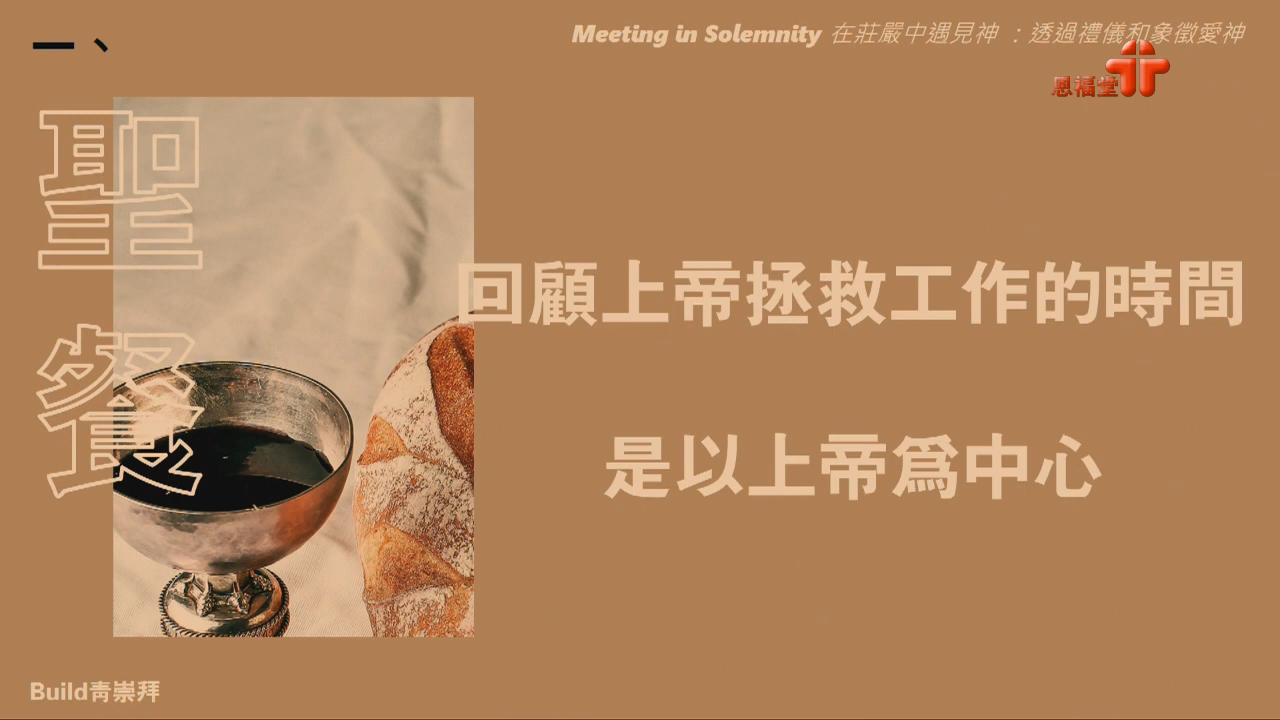 一、
Meeting in Solemnity 在莊嚴中遇見神 ：透過禮儀和象徵愛神
恩福堂
聖餐
回顧上帝拯救工作的時間
是以上帝爲中心
Build青崇拜